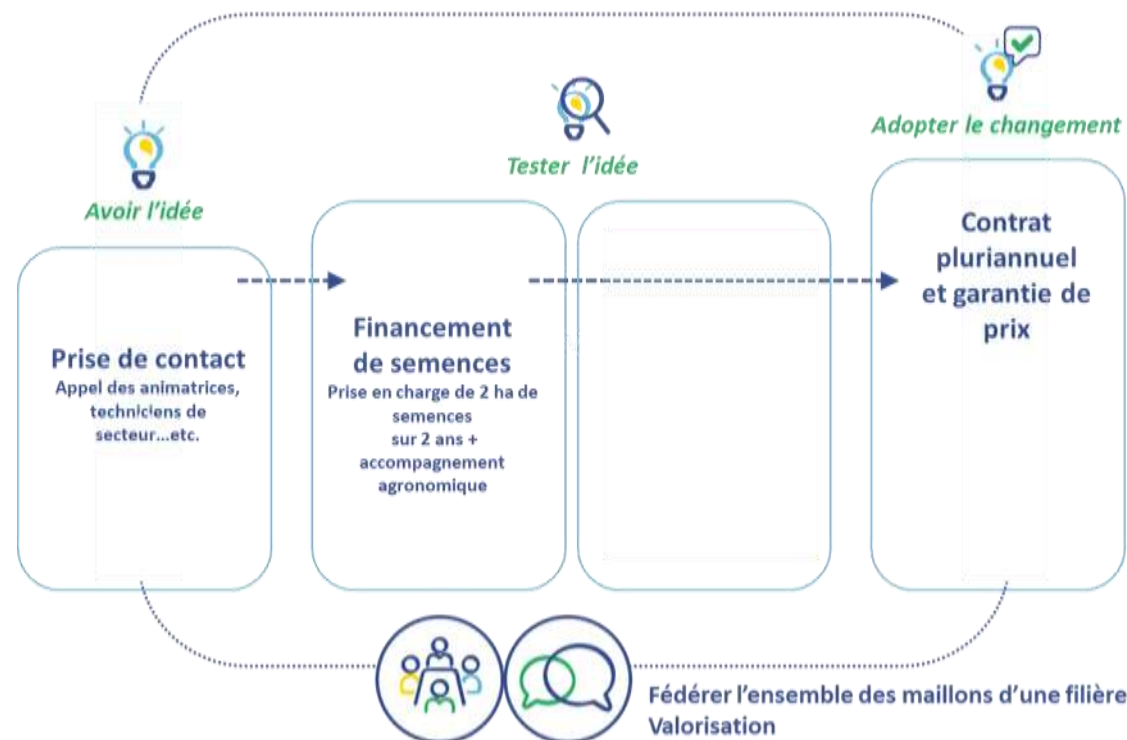 Avoir l'idée
Prise de contact
Appel des animatrices,
techniciens de
secteur...etc.
Tester l'idée
Financement
de semences
Prise en charge de 2 ha de
semences
sur 2 ans +
accompagnement
agronomique
Adopter le changement
Contrat
pluriannuel
et garantie de
prix
Fédérer l'ensemble des maillons d'une filière
Valorisation